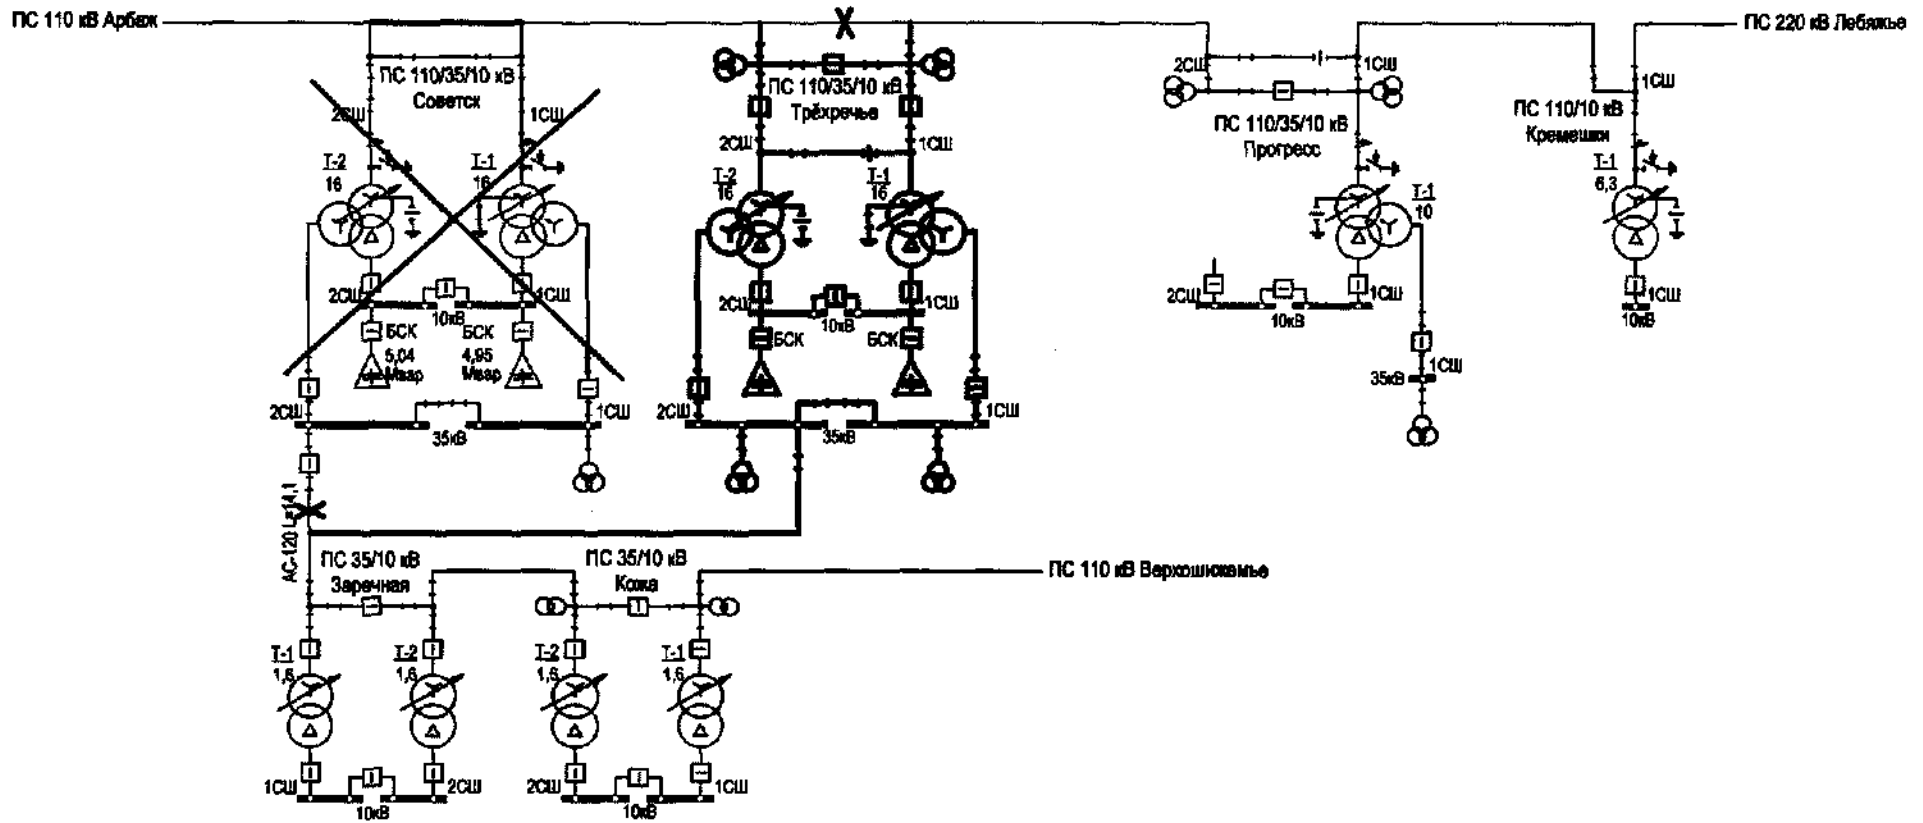 ПС 110 кВ Арбаж
ПС 220 кВ Лебяжье
ПС 110/35/10 кВ
Советск
2СШ
1СШ
Т-2
16
Т-1
16
2СШ
1СШ
10кВ
БСК
5,04
Мвар
БСК
4,95
Мвар
2СШ
1СШ
35кВ
АС-120 L=14,1
ПС 110/35/10 кВ
Трёхречье
2СШ
1СШ
Т-2
16
Т-1
16
2СШ
1СШ
10кВ
БСК
БСК
2СШ
1СШ
35кВ
2СШ
1СШ
ПС 110/35/10 кВ
Прогресс
Т-1
10
2СШ
1СШ
10кВ
1СШ
35кВ
1СШ
ПС 110/10 кВ
Кремешки
Т-1
6,3
1СШ
10кВ
ПС 35/10 кВ
Заречная
Т-1
1,6
Т-2
1,6
1СШ
2СШ
10кВ
ПС 35/10 кВ
Кожа
ПС 110 кВ Верхошижемье
Т-2
1,6
Т-1
1,6
2СШ
1СШ
10кВ